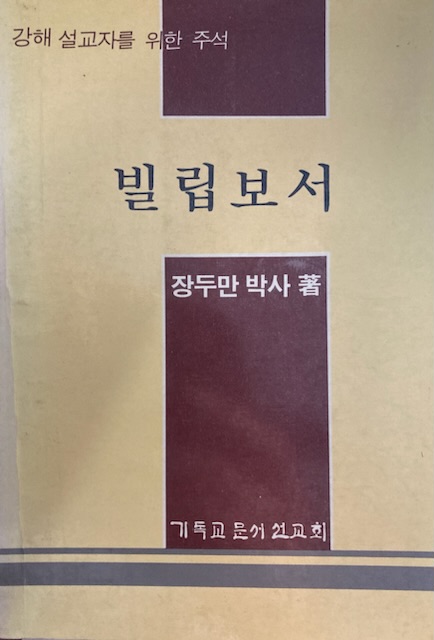 강해 설교자를 위한 주석
빌립보서
장두만 박사 著
기독교문서선교회